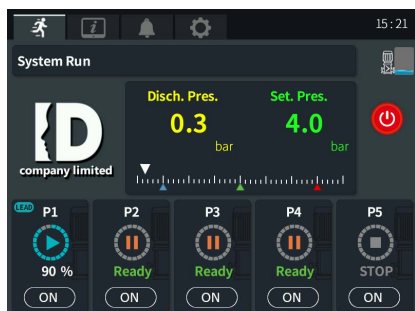 15:21
System Run
Disch. Pres.
0.3
bar
Set. Pres.
4.0
bar
D
company limited
LEAD P1
90 %
ON
P2
Ready
ON
P3
Ready
ON
P4
Ready
ON
P5
STOP
ON